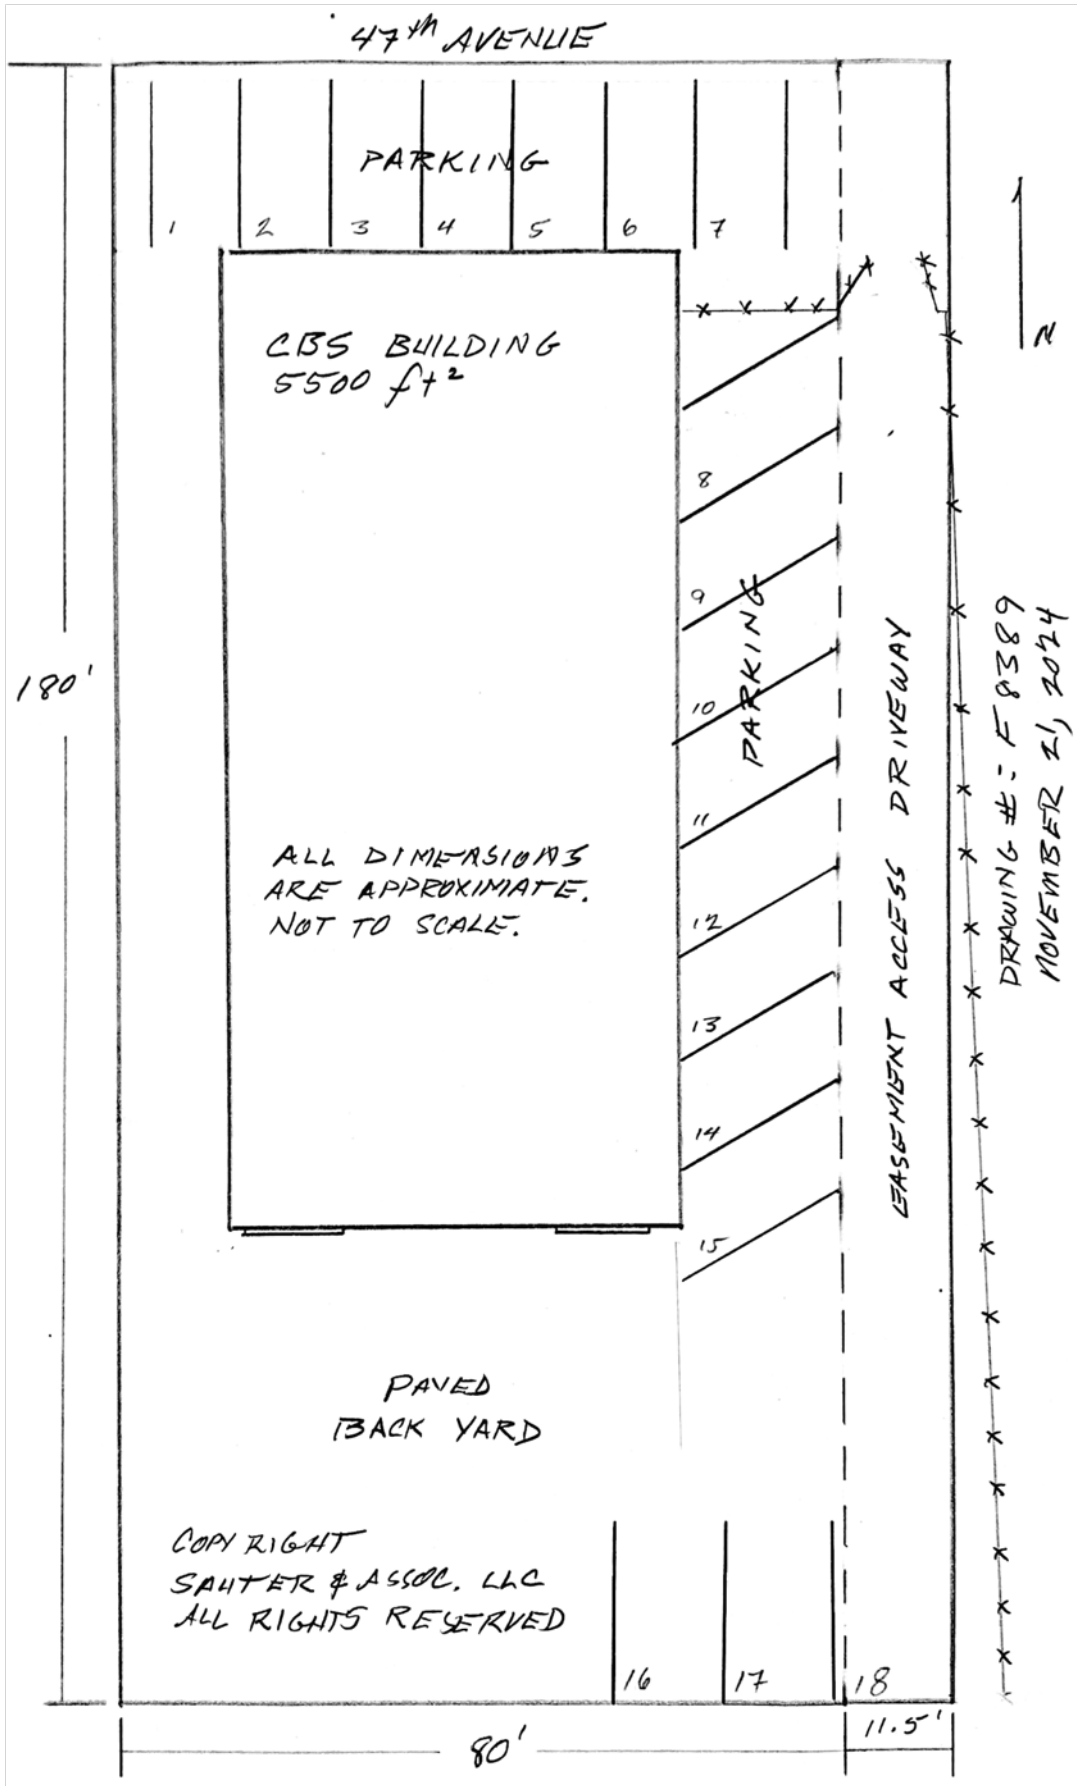 47th AVENUE
PARKING
1 2 3 4 5 6 7
CBS BUILDING
5500 ft²
N
8
9
10
11
12
13
14
15
PARKING
EASEMENT ACCESS DRIVEWAY
180'
ALL DIMENSIONS
ARE APPROXIMATE.
NOT TO SCALE.
DRAWING #: F8389
NOVEMBER 21, 2024
PAVED
BACK YARD
COPYRIGHT
SAUTER & ASSOC. LLC
ALL RIGHTS RESERVED
16 17 18
80'
11.5'